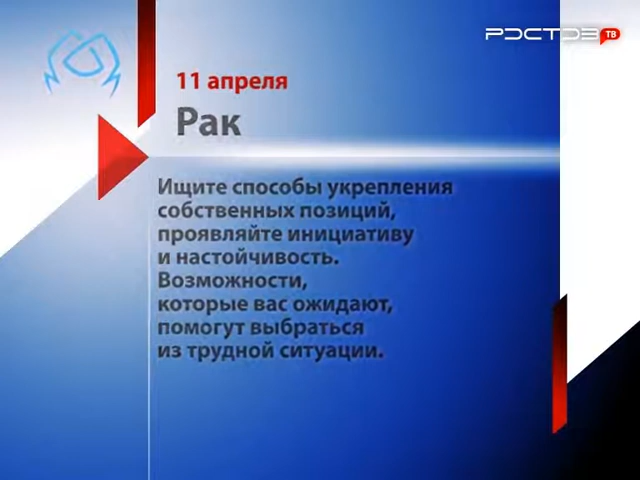 РОСТОВ ТВ
11 апреля
Рак
Ищите способы укрепления
собственных позиций,
проявляйте инициативу
и настойчивость.
Возможности,
которые вас ожидают,
помогут выбраться
из трудной ситуации.